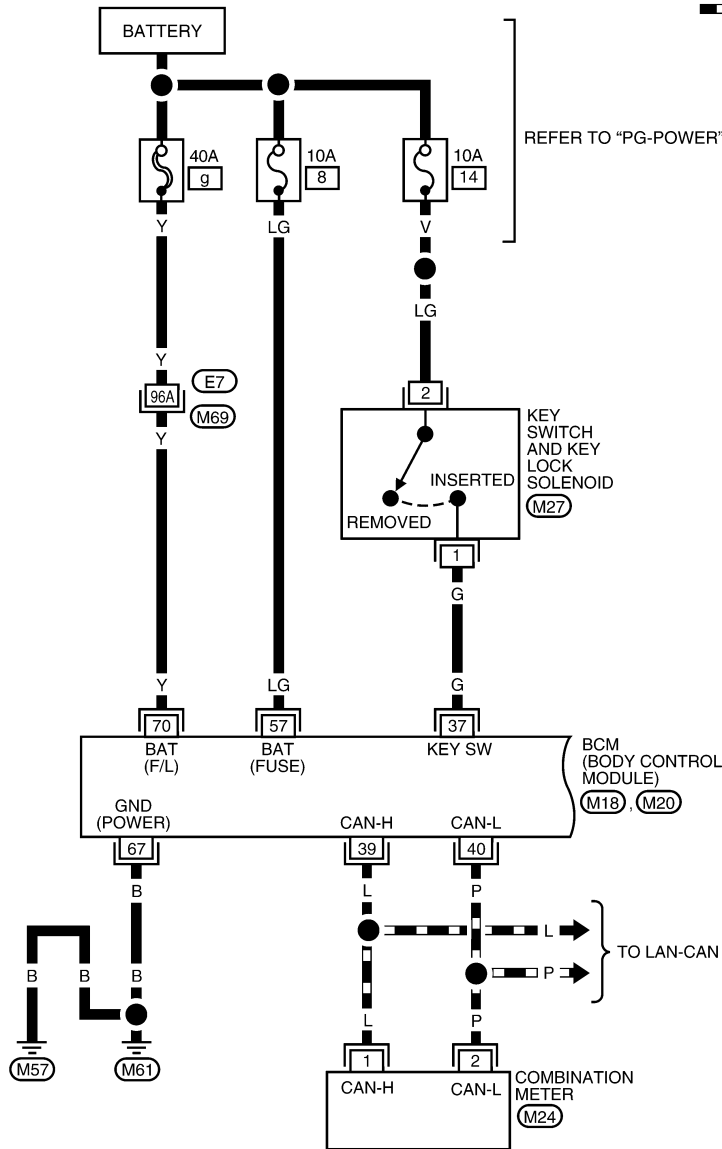 BATTERY
REFER TO "PG-POWER"
40A
g
10A
8
10A
14
Y
LG
V
LG
Y
96A
E7
M69
Y
2
KEY
SWITCH
AND KEY
LOCK
SOLENOID
M27
INSERTED
REMOVED
1
G
Y
LG
G
70
57
37
BAT
(F/L)
BAT
(FUSE)
KEY SW
BCM
(BODY CONTROL
MODULE)
M18 , M20
GND
(POWER)
CAN-H
CAN-L
67
39
40
B
L
P
L
P
TO LAN-CAN
B
B
B
L
P
M57
M61
1
2
CAN-H
CAN-L
COMBINATION
METER
M24